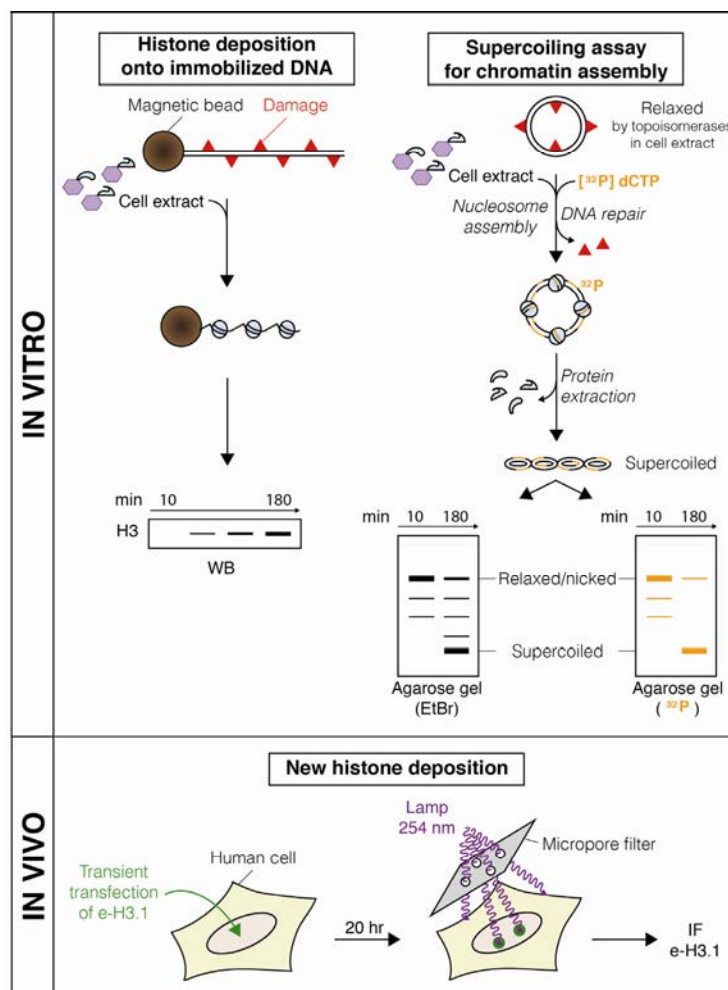 IN VITRO
Histone deposition
onto immobilized DNA
Magnetic bead
Damage
Cell extract
min
10
180
H3
WB
Supercoiling assay
for chromatin assembly
Relaxed
by topoisomerases
in cell extract
Cell extract
[³²P] dCTP
Nucleosome
assembly
DNA repair
³²P
Protein
extraction
Supercoiled
min
10 180
min
10 180
Relaxed/nicked
Supercoiled
Agarose gel
(EtBr)
Agarose gel
( ³²P )
IN VIVO
New histone deposition
Lamp
254 nm
Micropore filter
Human cell
Transient
transfection
of e-H3.1
20 hr
IF
e-H3.1